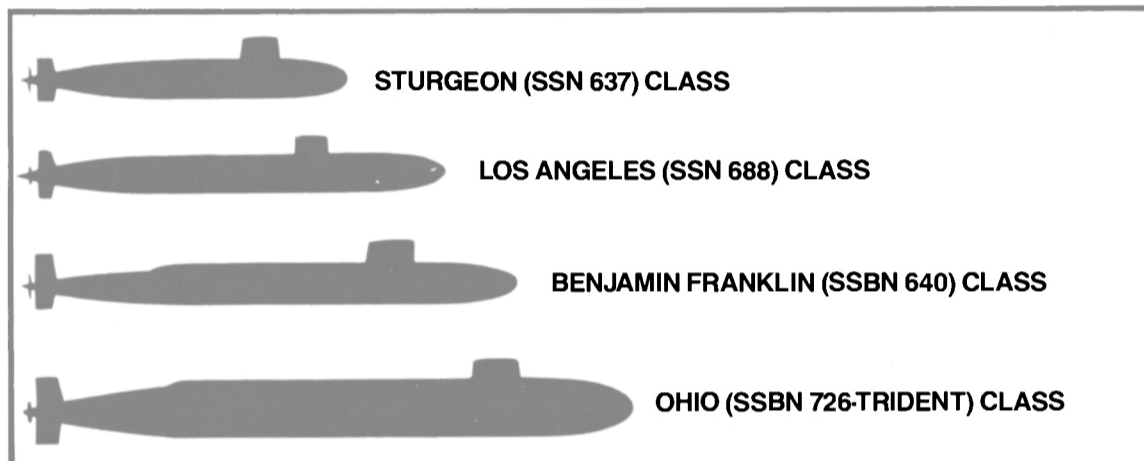 STURGEON (SSN 637) CLASS
LOS ANGELES (SSN 688) CLASS
BENJAMIN FRANKLIN (SSBN 640) CLASS
OHIO (SSBN 726-TRIDENT) CLASS